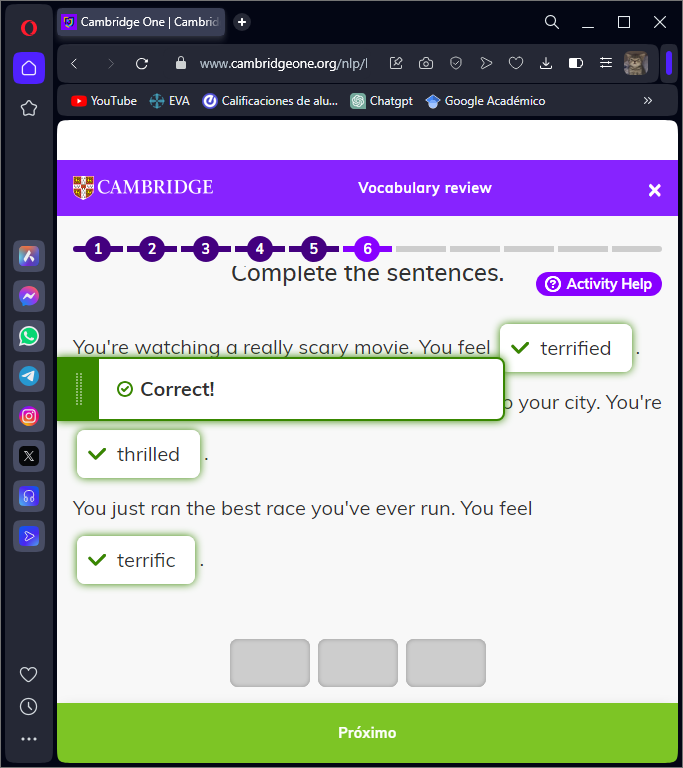 Cambridge One | Cambrid
www.cambridgeone.org/nlp/l
YouTube EVA Calificaciones de alu... Chatgpt Google Académico
CAMBRIDGE Vocabulary review
1 2 3 4 5 6
Complete the sentences.
Activity Help
You're watching a really scary movie. You feel terrified .
Correct!
your city. You're
thrilled .
You just ran the best race you've ever run. You feel
terrific .
Próximo